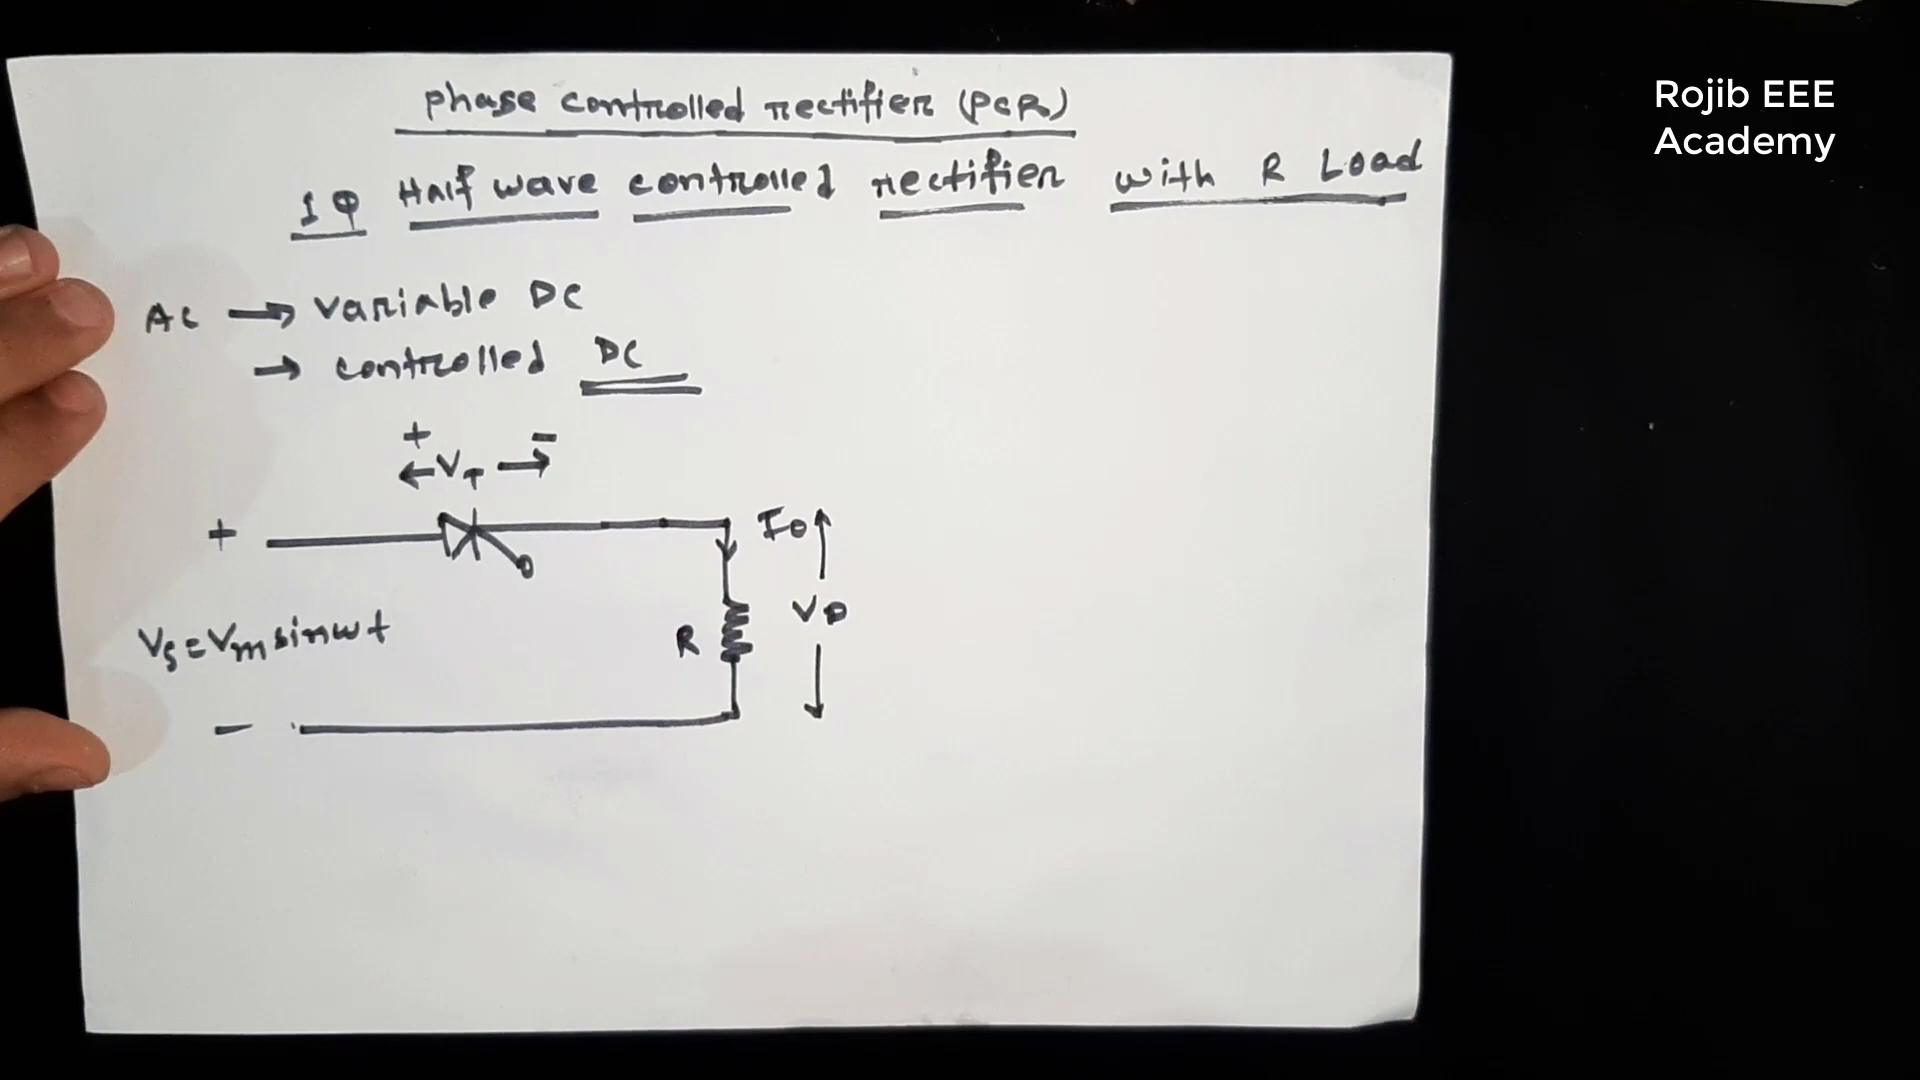 Phase controlled rectifier (PCR)
1φ Half wave controlled rectifier with R Load
AC → variable DC
→ controlled DC
+ −
← VT →
+
Io
Vs = Vm sinωt
R
Vo
−
Rojib EEE
Academy